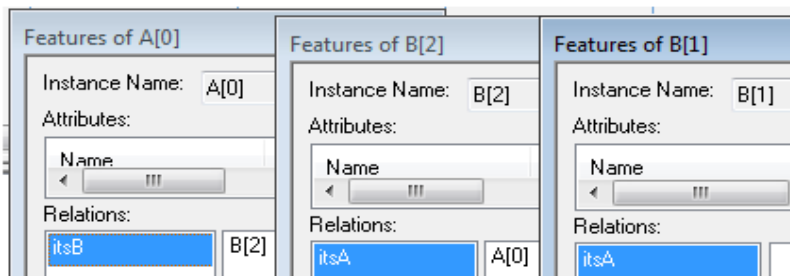 Features of A[0]
Instance Name: A[0]
Attributes:
Name
Relations:
itsB B[2]
Features of B[2]
Instance Name: B[2]
Attributes:
Name
Relations:
itsA A[0]
Features of B[1]
Instance Name: B[1]
Attributes:
Name
Relations:
itsA